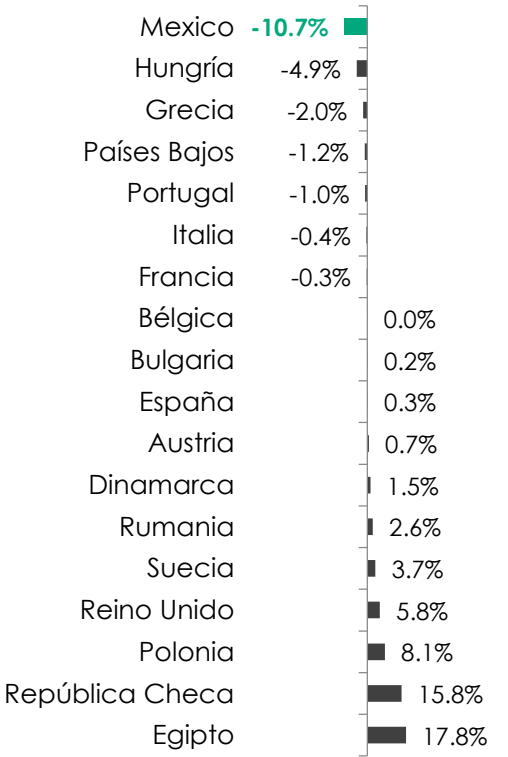 Mexico -10.7%
Hungría -4.9%
Grecia -2.0%
Países Bajos -1.2%
Portugal -1.0%
Italia -0.4%
Francia -0.3%
Bélgica 0.0%
Bulgaria 0.2%
España 0.3%
Austria 0.7%
Dinamarca 1.5%
Rumania 2.6%
Suecia 3.7%
Reino Unido 5.8%
Polonia 8.1%
República Checa 15.8%
Egipto 17.8%